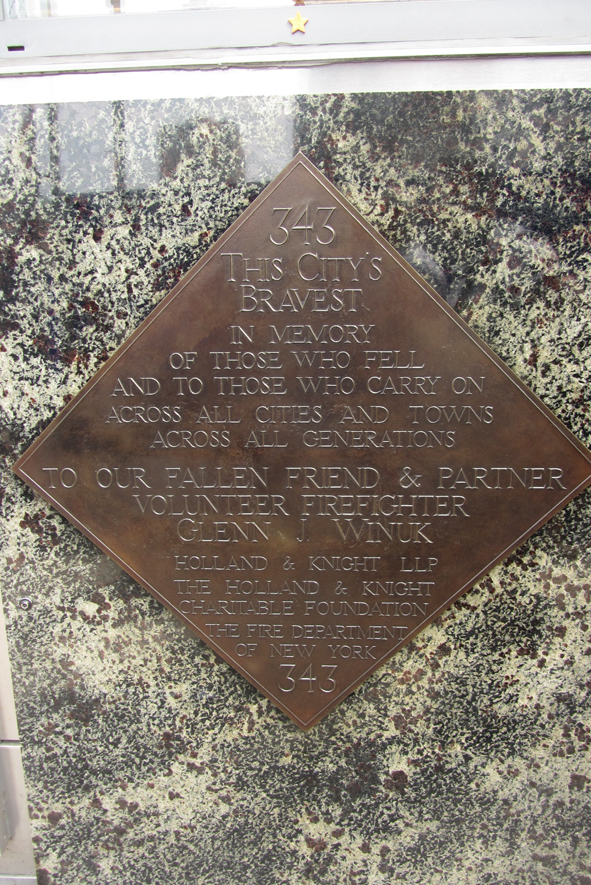 343
THIS CITY'S
BRAVEST
IN MEMORY
OF THOSE WHO FELL
AND TO THOSE WHO CARRY ON
ACROSS ALL CITIES AND TOWNS
ACROSS ALL GENERATIONS
TO OUR FALLEN FRIEND & PARTNER
VOLUNTEER FIREFIGHTER
GLENN J WINUK
HOLLAND & KNIGHT LLP
THE HOLLAND & KNIGHT
CHARITABLE FOUNDATION
THE FIRE DEPARTMENT
OF NEW YORK
343